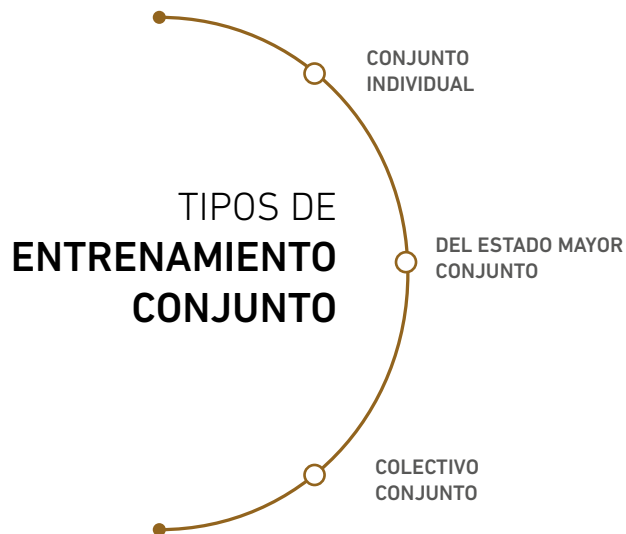 TIPOS DE
ENTRENAMIENTO
CONJUNTO
CONJUNTO
INDIVIDUAL
DEL ESTADO MAYOR
CONJUNTO
COLECTIVO
CONJUNTO